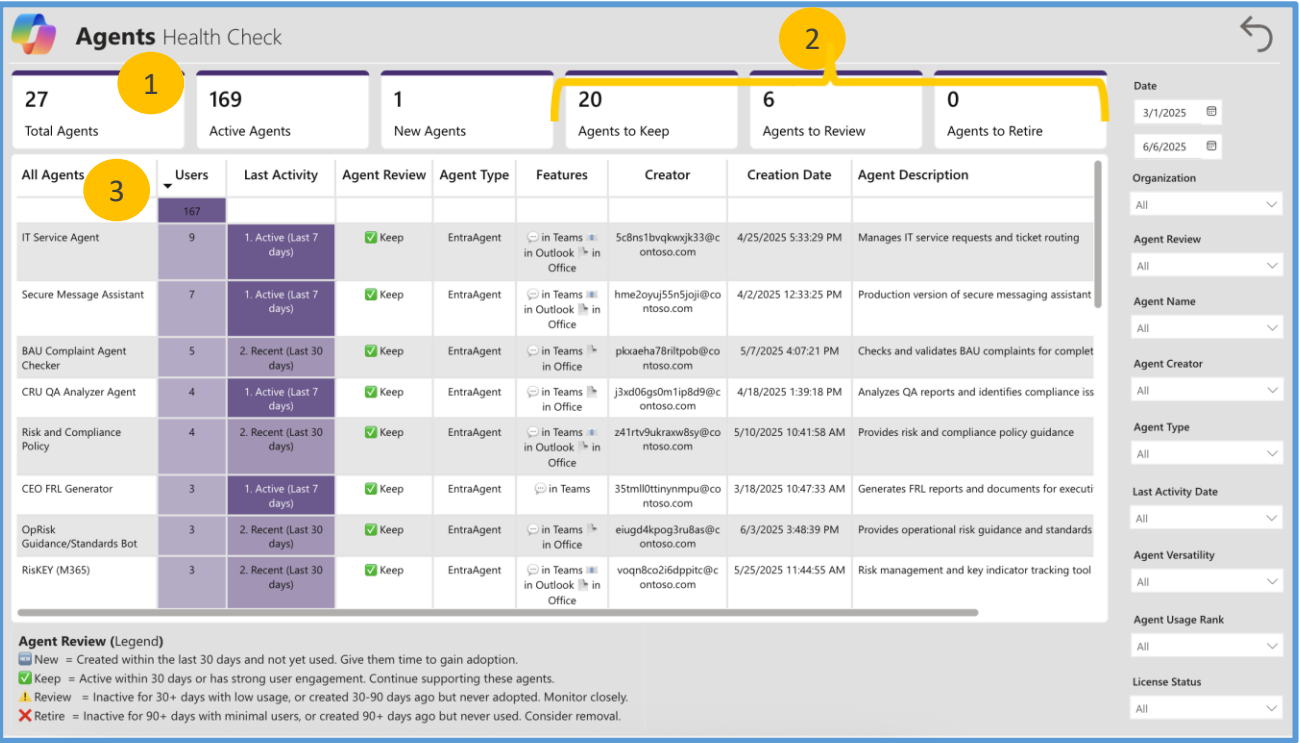 Agents Health Check
2
1
27
Total Agents
169
Active Agents
1
New Agents
20
Agents to Keep
6
Agents to Review
0
Agents to Retire
Date
3/1/2025
6/6/2025
Organization
All
Agent Review
All
Agent Name
All
Agent Creator
All
Agent Type
All
Last Activity Date
All
Agent Versatility
All
Agent Usage Rank
All
License Status
All
3
All Agents Users Last Activity Agent Review Agent Type Features Creator Creation Date Agent Description
167
IT Service Agent 9 1. Active (Last 7 ✅ Keep EntraAgent 💬 in Teams 📧 5c8ns1bvqkwxjk33@c 4/25/2025 5:33:29 PM Manages IT service requests and ticket routing
days) in Outlook 📄 in ontoso.com
Office
Secure Message Assistant 7 1. Active (Last 7 ✅ Keep EntraAgent 💬 in Teams 📧 hme2oyuj55n5joji@co 4/2/2025 12:33:25 PM Production version of secure messaging assistant
days) in Outlook 📄 in ntoso.com
Office
BAU Complaint Agent 5 2. Recent (Last 30 ✅ Keep EntraAgent 💬 in Teams 📄 pkxaeha78riltpob@co 5/7/2025 4:07:21 PM Checks and validates BAU complaints for complet
Checker days) in Office ntoso.com
CRU QA Analyzer Agent 4 1. Active (Last 7 ✅ Keep EntraAgent 💬 in Teams 📄 j3xd06gs0m1ip8d9@c 4/18/2025 1:39:18 PM Analyzes QA reports and identifies compliance iss
days) in Office ontoso.com
Risk and Compliance 4 2. Recent (Last 30 ✅ Keep EntraAgent 💬 in Teams 📧 z41rtv9ukraxw8sy@co 5/10/2025 10:41:58 AM Provides risk and compliance policy guidance
Policy days) in Outlook 📄 in ntoso.com
Office
CEO FRL Generator 3 1. Active (Last 7 ✅ Keep EntraAgent 💬 in Teams 35tmll0ttinynmpu@co 3/18/2025 10:47:33 AM Generates FRL reports and documents for executi
days) ntoso.com
OpRisk 3 2. Recent (Last 30 ✅ Keep EntraAgent 💬 in Teams 📄 eiugd4kpog3ru8as@c 6/3/2025 3:48:39 PM Provides operational risk guidance and standards
Guidance/Standards Bot days) in Office ontoso.com
RisKEY (M365) 3 2. Recent (Last 30 ✅ Keep EntraAgent 💬 in Teams 📧 voqn8co2i6dppitc@c 5/25/2025 11:44:55 AM Risk management and key indicator tracking tool
days) in Outlook 📄 in ontoso.com
Office
Agent Review (Legend)
🆕 New = Created within the last 30 days and not yet used. Give them time to gain adoption.
✅ Keep = Active within 30 days or has strong user engagement. Continue supporting these agents.
⚠️ Review = Inactive for 30+ days with low usage, or created 30-90 days ago but never adopted. Monitor closely.
❌ Retire = Inactive for 90+ days with minimal users, or created 90+ days ago but never used. Consider removal.